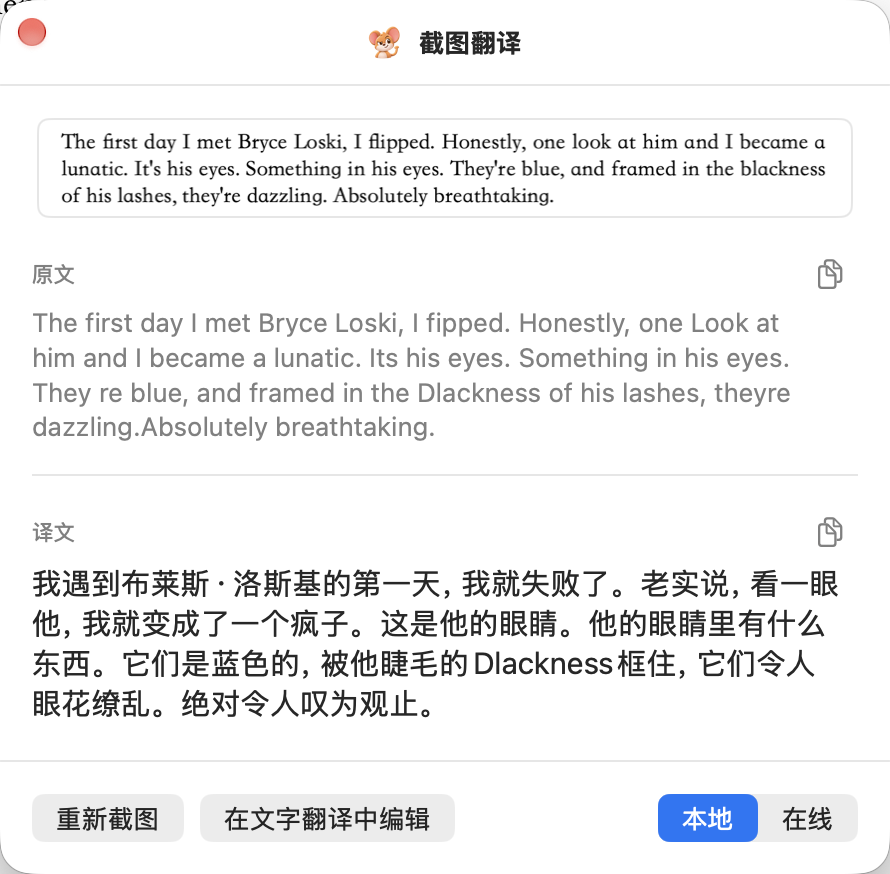 截图翻译
The first day I met Bryce Loski, I flipped. Honestly, one look at him and I became a
lunatic. It's his eyes. Something in his eyes. They're blue, and framed in the blackness
of his lashes, they're dazzling. Absolutely breathtaking.
原文
The first day I met Bryce Loski, I fipped. Honestly, one Look at
him and I became a lunatic. Its his eyes. Something in his eyes.
They re blue, and framed in the Dlackness of his lashes, theyre
dazzling.Absolutely breathtaking.
译文
我遇到布莱斯·洛斯基的第一天, 我就失败了。老实说, 看一眼
他, 我就变成了一个疯子。这是他的眼睛。他的眼睛里有什么
东西。它们是蓝色的, 被他睫毛的Dlackness框住, 它们令人
眼花缭乱。绝对令人叹为观止。
重新截图 在文字翻译中编辑 本地 在线